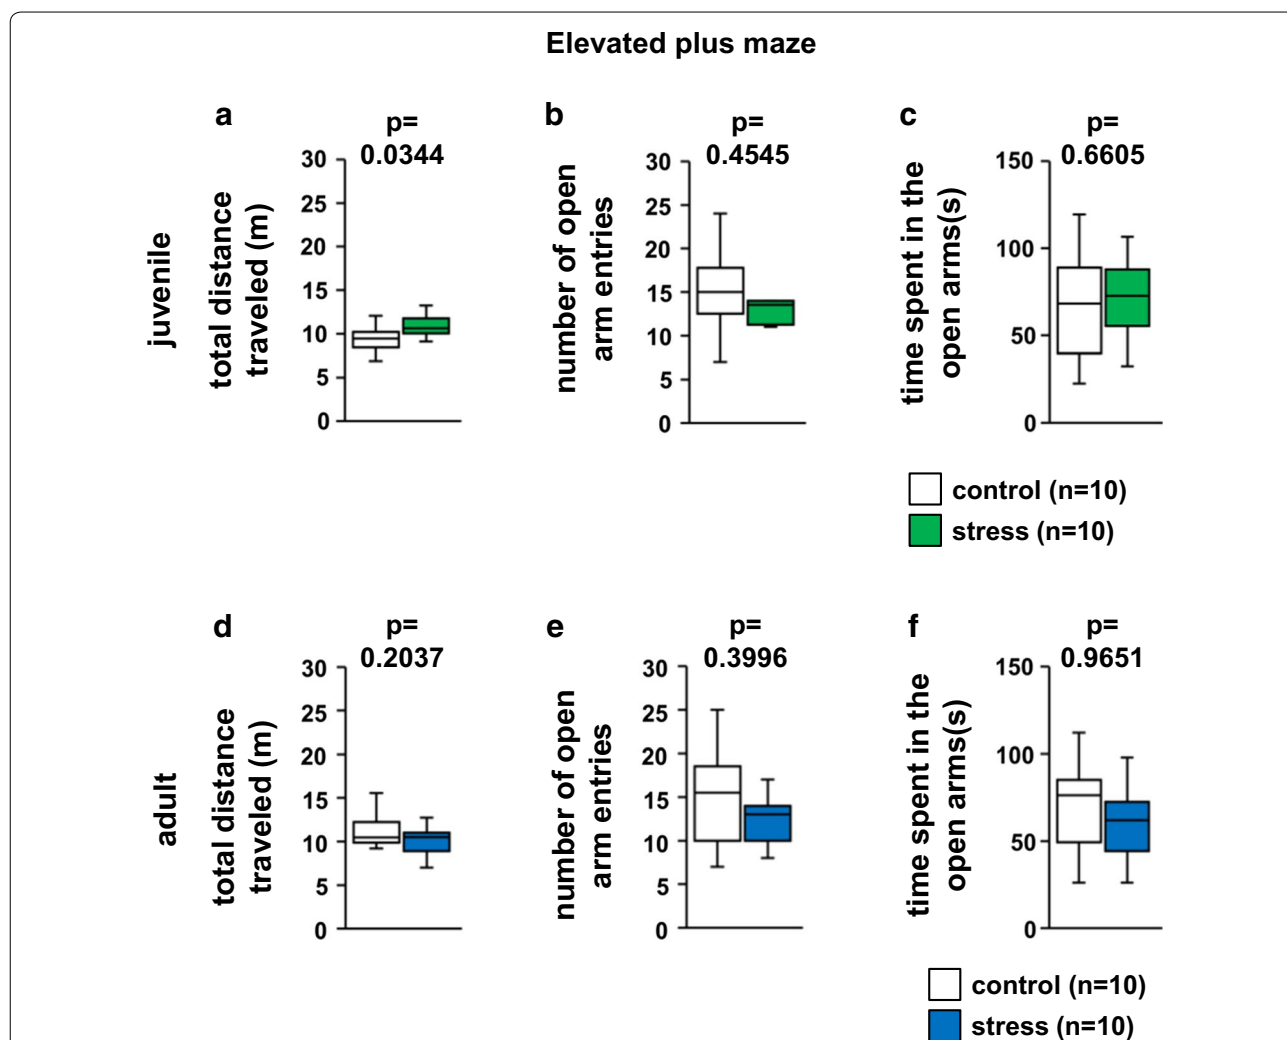 Elevated plus maze
a
p=
0.0344
30
25
20
15
10
5
0
juvenile
total distance
traveled (m)
b
p=
0.4545
30
25
20
15
10
5
0
number of open
arm entries
c
p=
0.6605
150
100
50
0
time spent in the
open arms(s)
control (n=10)
stress (n=10)
d
p=
0.2037
30
25
20
15
10
5
0
adult
total distance
traveled (m)
e
p=
0.3996
30
25
20
15
10
5
0
number of open
arm entries
f
p=
0.9651
150
100
50
0
time spent in the
open arms(s)
control (n=10)
stress (n=10)